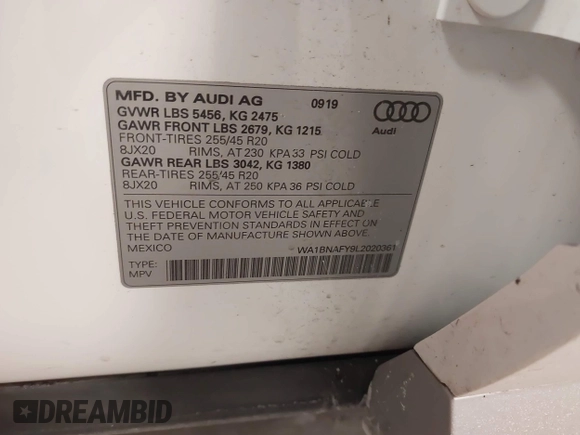 MFD. BY AUDI AG 0919
GVWR LBS 5456, KG 2475
GAWR FRONT LBS 2679, KG 1215
FRONT-TIRES 255/45 R20
8JX20 RIMS, AT 230 KPA 33 PSI COLD
GAWR REAR LBS 3042, KG 1380
REAR-TIRES 255/45 R20
8JX20 RIMS, AT 250 KPA 36 PSI COLD
Audi
THIS VEHICLE CONFORMS TO ALL APPLICABLE
U.S. FEDERAL MOTOR VEHICLE SAFETY AND
THEFT PREVENTION STANDARDS IN EFFECT ON
THE DATE OF MANUFACTURE SHOWN ABOVE.
MEXICO WA1BNAFY9L2020361
TYPE:
MPV
DREAMBID